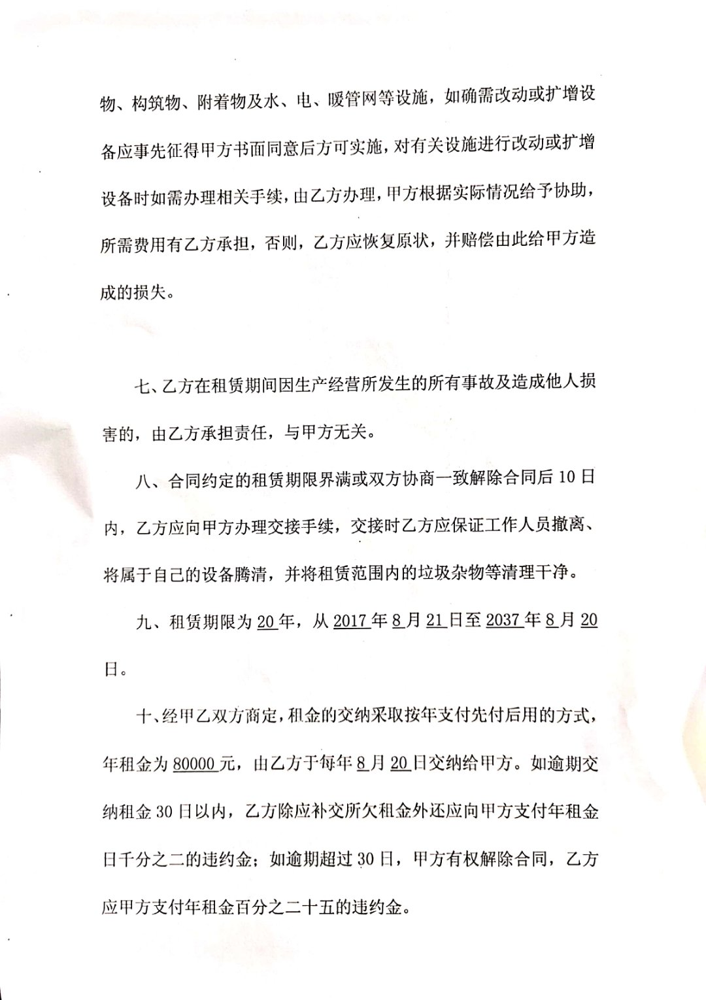 物、构筑物、附着物及水、电、暖管网等设施，如确需改动或扩增设
备应事先征得甲方书面同意后方可实施，对有关设施进行改动或扩增
设备时如需办理相关手续，由乙方办理，甲方根据实际情况给予协助，
所需费用有乙方承担，否则，乙方应恢复原状，并赔偿由此给甲方造
成的损失。
七、乙方在租赁期间因生产经营所发生的所有事故及造成他人损
害的，由乙方承担责任，与甲方无关。
八、合同约定的租赁期限界满或双方协商一致解除合同后 10 日
内，乙方应向甲方办理交接手续，交接时乙方应保证工作人员撤离、
将属于自己的设备腾清，并将租赁范围内的垃圾杂物等清理干净。
九、租赁期限为 20 年，从 2017 年 8 月 21 日至 2037 年 8 月 20
日。
十、经甲乙双方商定，租金的交纳采取按年支付先付后用的方式，
年租金为 80000 元，由乙方于每年 8 月 20 日交纳给甲方。如逾期交
纳租金 30 日以内，乙方除应补交所欠租金外还应向甲方支付年租金
日千分之二的违约金；如逾期超过 30 日，甲方有权解除合同，乙方
应甲方支付年租金百分之二十五的违约金。